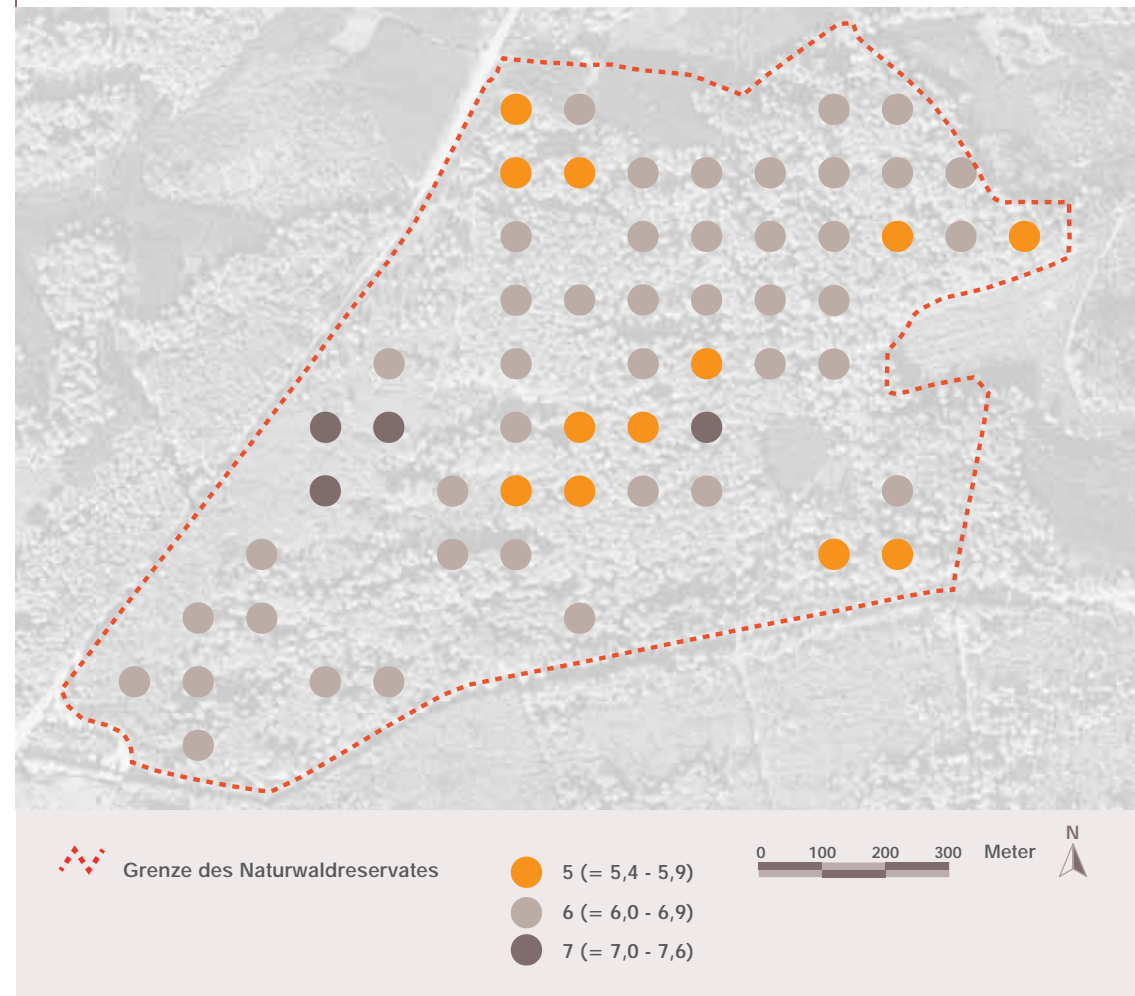 Grenze des Naturwaldreservates
5 (= 5,4 - 5,9)
6 (= 6,0 - 6,9)
7 (= 7,0 - 7,6)
0 100 200 300 Meter
N